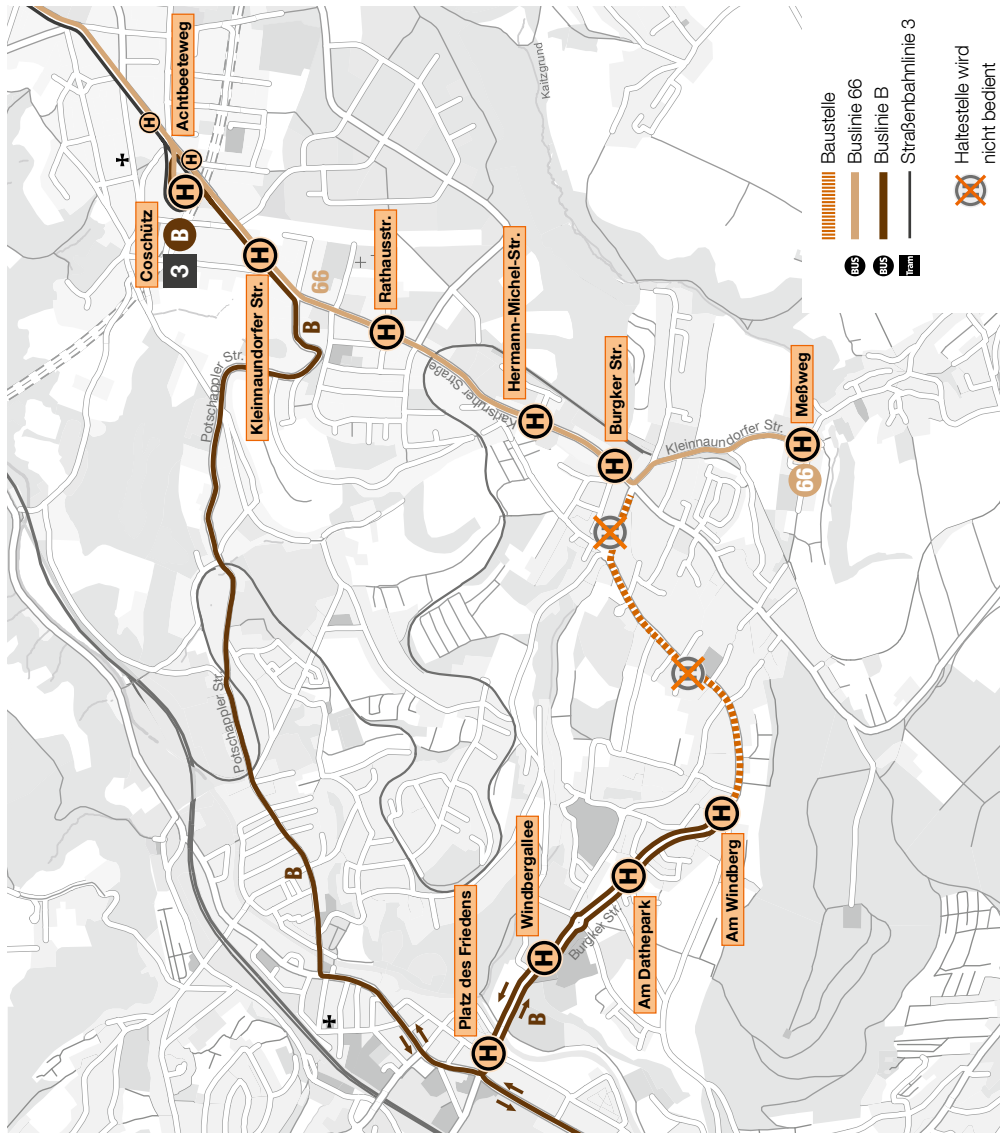 Achtbeeteweg
H
H
H
Coschütz
3
B
H
Kleinnaundorfer Str.
66
B
Rathausstr.
H
Potschappler Str.
Karlsruher Straße
Hermann-Michel-Str.
H
Burgker Str.
H
Kaitzgrund
Kleinnaundorfer Str.
Meßweg
H
66
Potschappler Str.
B
Platz des Friedens
H
Windbergallee
H
B
Burgker Str.
Am Dathepark
H
Am Windberg
H
Baustelle
BUS
Buslinie 66
BUS
Buslinie B
Tram
Straßenbahnlinie 3
Haltestelle wird
nicht bedient